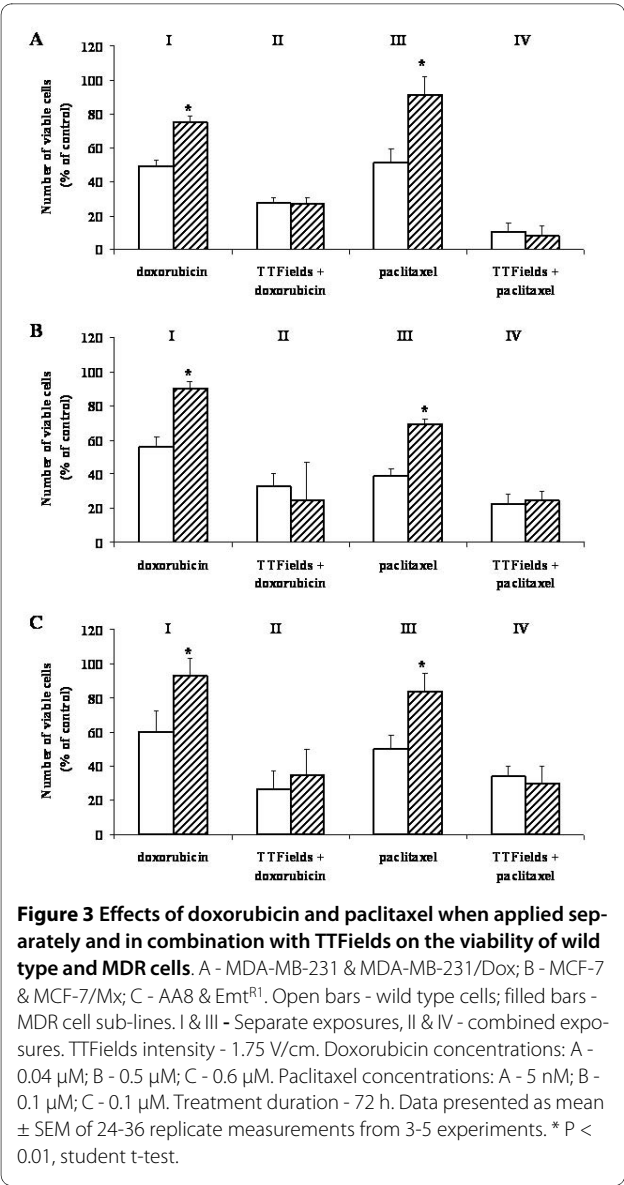 A
I II III IV
Number of viable cells
(% of control)
120
100
80
60
40
20
0
*
*
doxorubicin TTFields + doxorubicin paclitaxel TTFields + paclitaxel
B
I II III IV
Number of viable cells
(% of control)
120
100
80
60
40
20
0
*
*
doxorubicin TTFields + doxorubicin paclitaxel TTFields + paclitaxel
C
I II III IV
Number of viable cells
(% of control)
120
100
80
60
40
20
0
*
*
doxorubicin TTFields + doxorubicin paclitaxel TTFields + paclitaxel
Figure 3 Effects of doxorubicin and paclitaxel when applied sep-
arately and in combination with TTFields on the viability of wild
type and MDR cells. A - MDA-MB-231 & MDA-MB-231/Dox; B - MCF-7
& MCF-7/Mx; C - AA8 & Emtᴿ¹. Open bars - wild type cells; filled bars -
MDR cell sub-lines. I & III - Separate exposures, II & IV - combined expo-
sures. TTFields intensity - 1.75 V/cm. Doxorubicin concentrations: A -
0.04 μM; B - 0.5 μM; C - 0.6 μM. Paclitaxel concentrations: A - 5 nM; B -
0.1 μM; C - 0.1 μM. Treatment duration - 72 h. Data presented as mean
± SEM of 24-36 replicate measurements from 3-5 experiments. * P <
0.01, student t-test.